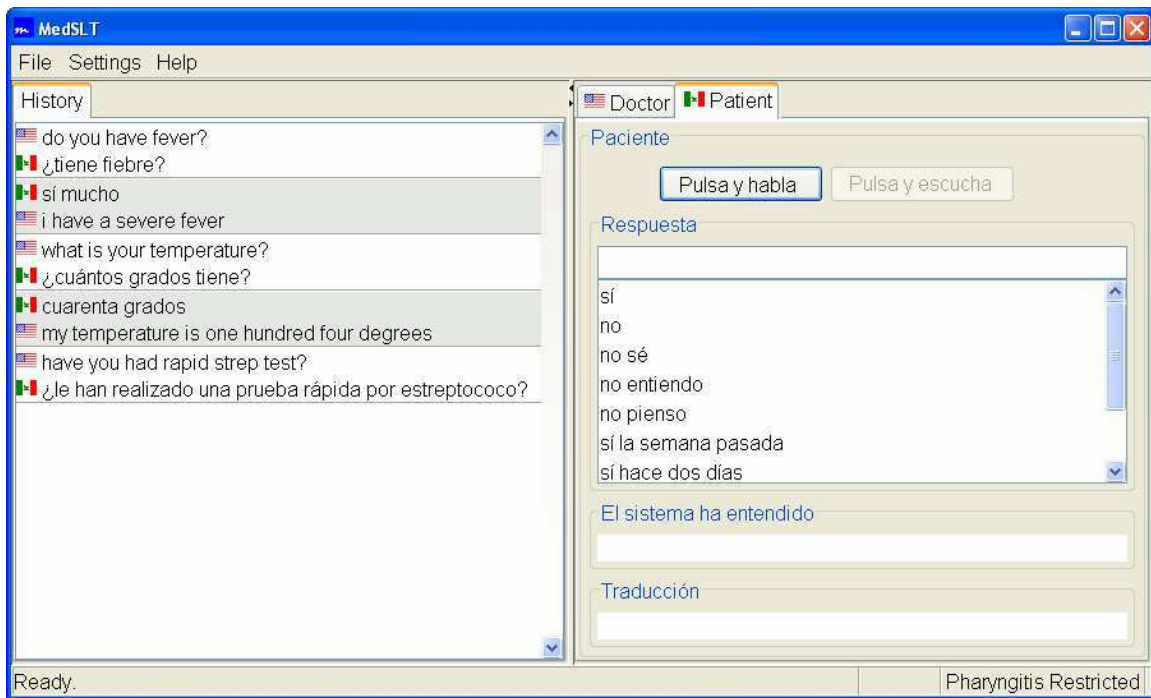 MedSLT
File Settings Help
History
do you have fever?
¿tiene fiebre?
sí mucho
i have a severe fever
what is your temperature?
¿cuántos grados tiene?
cuarenta grados
my temperature is one hundred four degrees
have you had rapid strep test?
¿le han realizado una prueba rápida por estreptococo?
Doctor Patient
Paciente
Pulsa y habla Pulsa y escucha
Respuesta
sí
no
no sé
no entiendo
no pienso
sí la semana pasada
sí hace dos días
El sistema ha entendido
Traducción
Ready. Pharyngitis Restricted